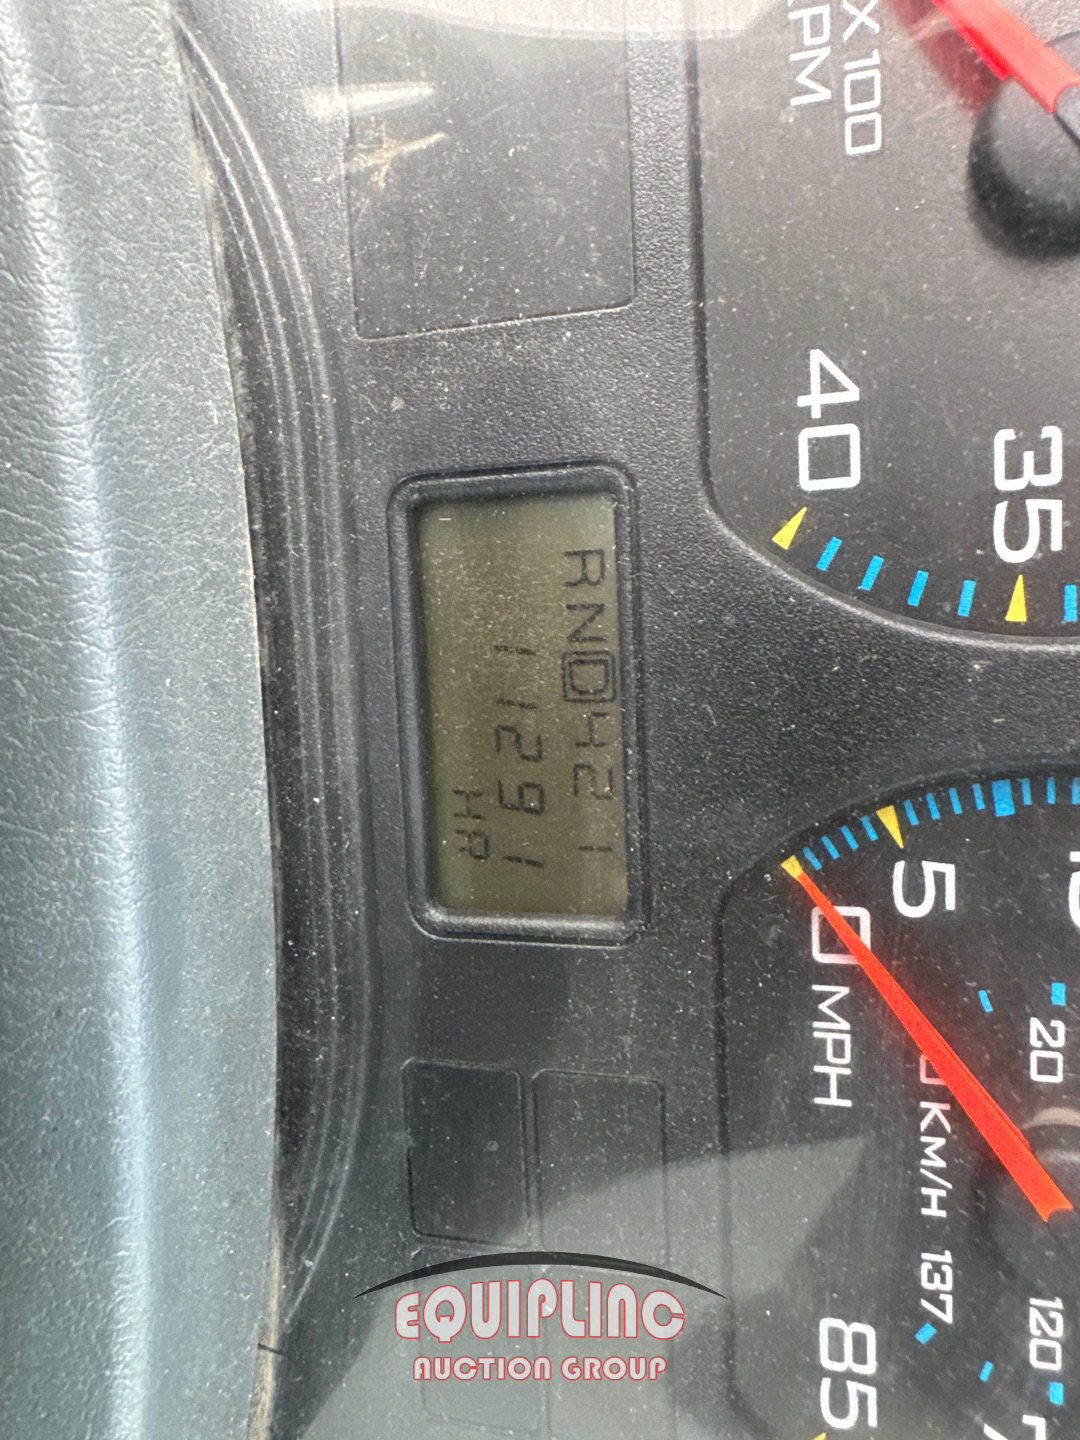 X100
RPM
40
35
RND421
11291
HR
5
0 MPH
20
KM/H 137
120
85
EQUIPLINC
AUCTION GROUP